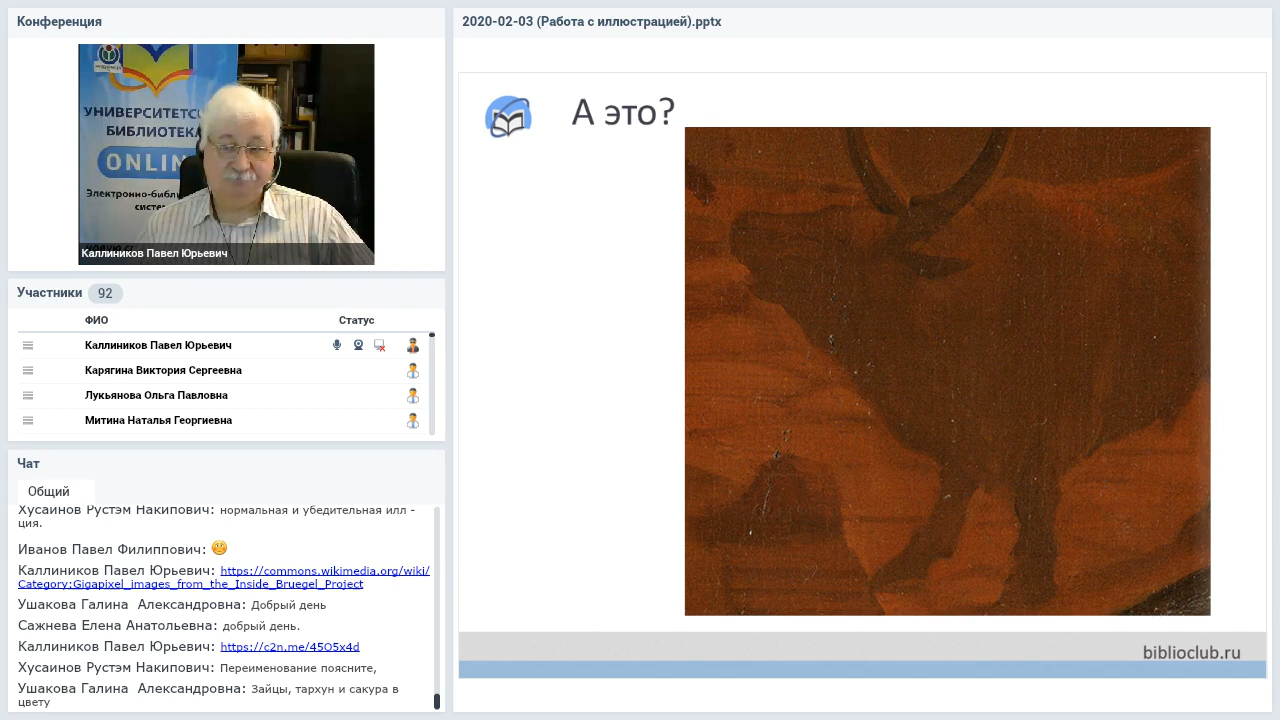 Конференция
УНИВЕРСИТЕТС
БИБЛИОТЕКА
ONLIN
Электронно-библ
систе
Каллиников Павел Юрьевич
Участники 92
ФИО Статус
Каллиников Павел Юрьевич
Карягина Виктория Сергеевна
Лукьянова Ольга Павловна
Митина Наталья Георгиевна
Чат
Общий
Хусаинов Рустэм Накипович: нормальная и убедительная илл -
ция.
Иванов Павел Филиппович:
Каллиников Павел Юрьевич: https://commons.wikimedia.org/wiki/
Category:Gigapixel_images_from_the_Inside_Bruegel_Project
Ушакова Галина Александровна: Добрый день
Сажнева Елена Анатольевна: добрый день.
Каллиников Павел Юрьевич: https://c2n.me/45O5x4d
Хусаинов Рустэм Накипович: Переименование поясните,
Ушакова Галина Александровна: Зайцы, тархун и сакура в
цвету
2020-02-03 (Работа с иллюстрацией).pptx
А это?
biblioclub.ru